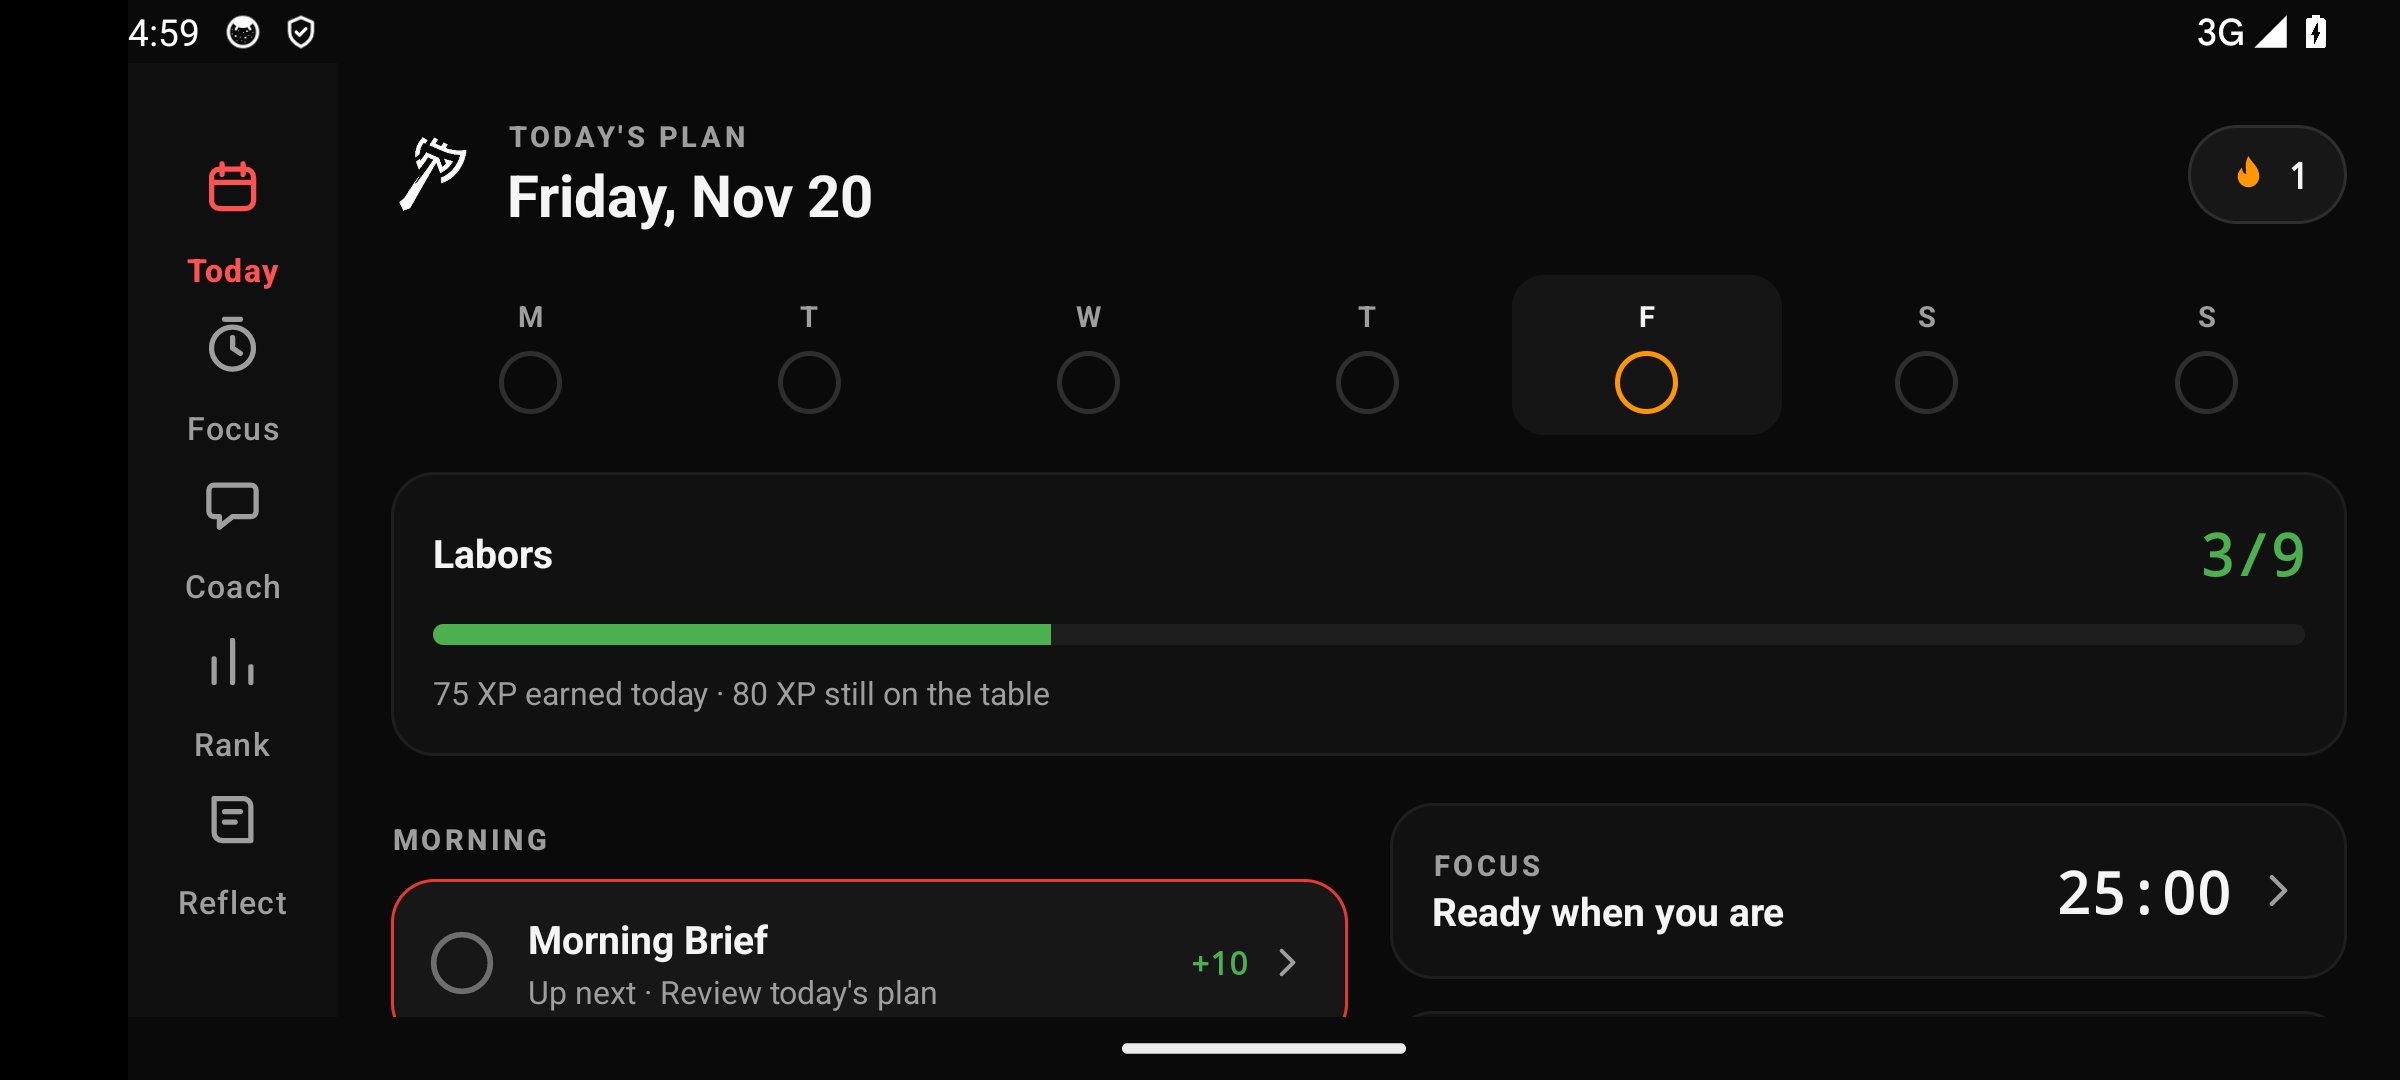 4:59
3G
TODAY'S PLAN
Friday, Nov 20
1
M T W T F S S
Today
Focus
Coach
Rank
Reflect
Labors
3/9
75 XP earned today · 80 XP still on the table
MORNING
Morning Brief
Up next · Review today's plan
+10
FOCUS
Ready when you are
25:00